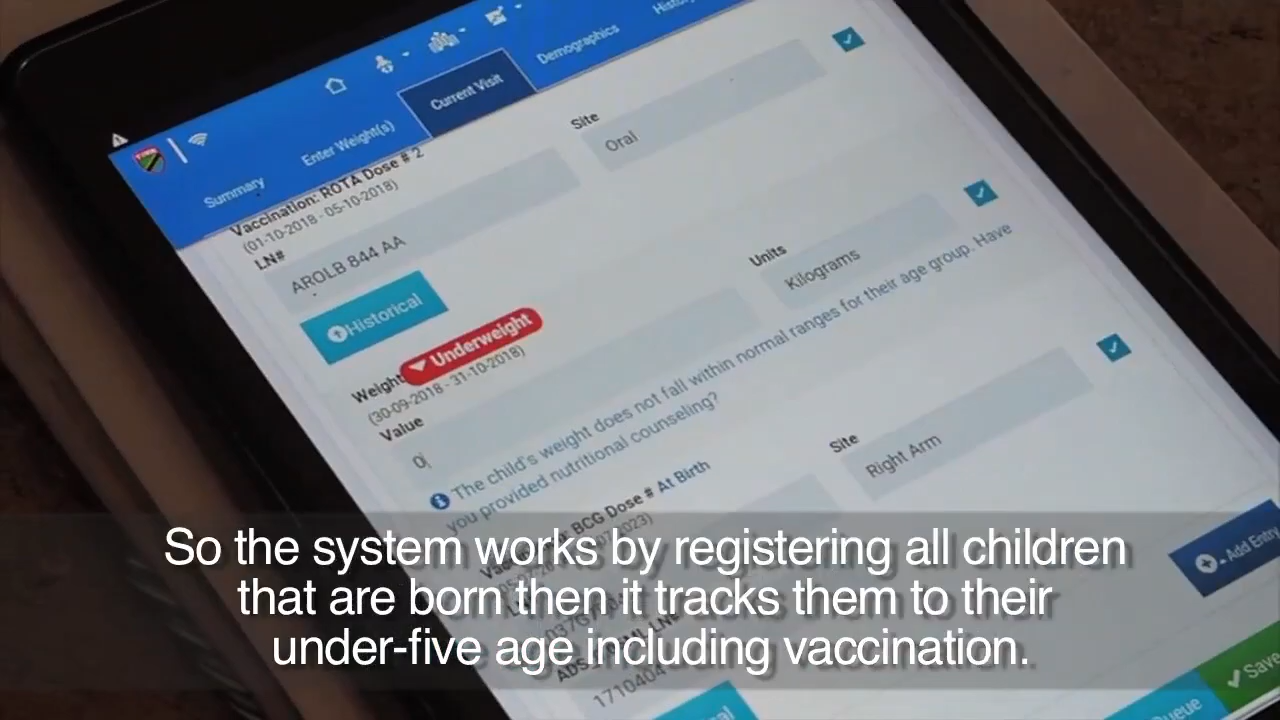 Summary
Enter Weight(s)
Current Visit
Demographics
Vaccination: ROTA Dose # 2
(01-10-2018 - 05-10-2018)
LN#
Site
AROLB 844 AA
Oral
Historical
Weight
Underweight
(30-09-2018 - 31-10-2018)
Value
Units
0
Kilograms
The child's weight does not fall within normal ranges for their age group. Have
you provided nutritional counseling?
BCG Dose # At Birth
Site
Right Arm
Add Entry
Save
So the system works by registering all children
that are born then it tracks them to their
under-five age including vaccination.